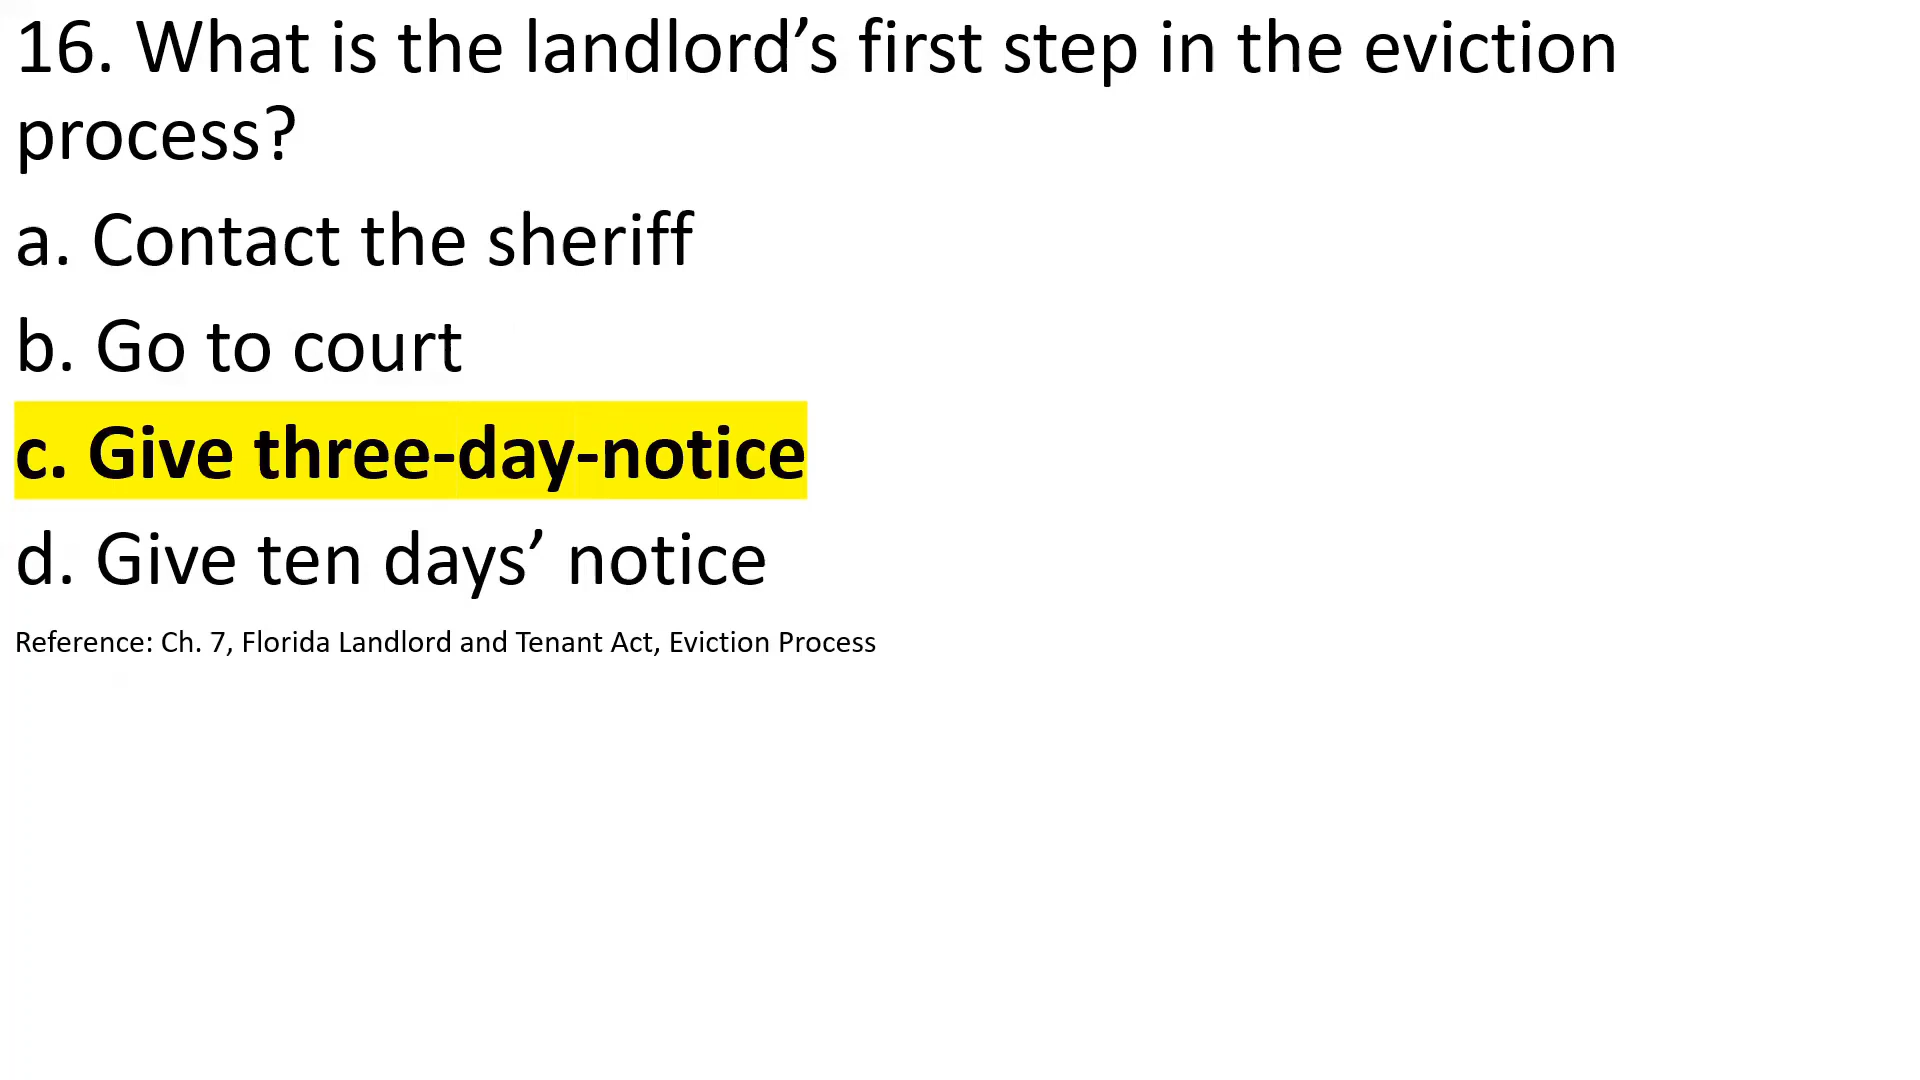 16. What is the landlord’s first step in the eviction
process?
a. Contact the sheriff
b. Go to court
c. Give three-day-notice
d. Give ten days’ notice
Reference: Ch. 7, Florida Landlord and Tenant Act, Eviction Process